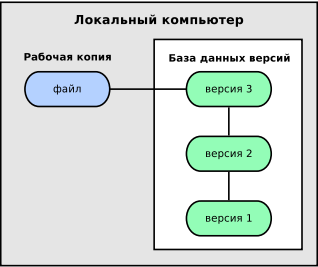 Локальный компьютер
Рабочая копия
База данных версий
файл
версия 3
версия 2
версия 1